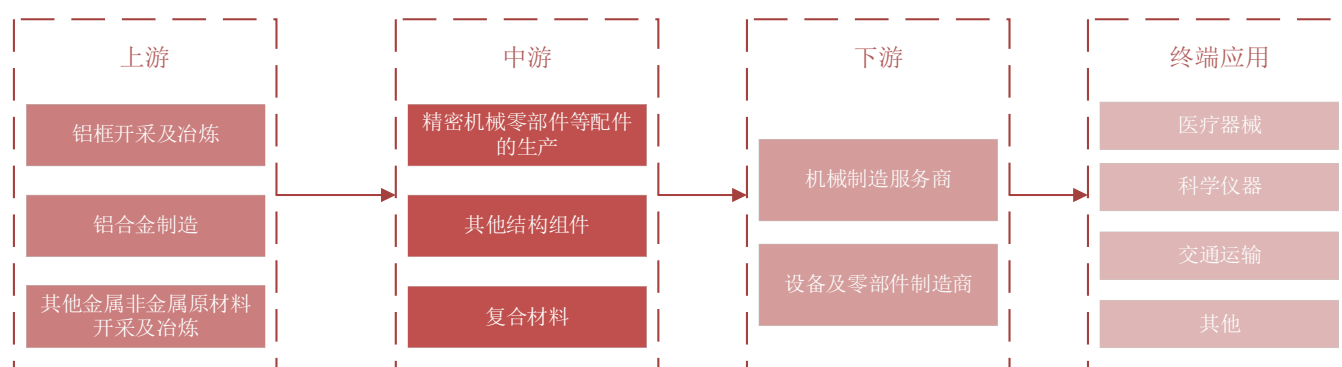 上游
铝框开采及冶炼
铝合金制造
其他金属非金属原材料
开采及冶炼
中游
精密机械零部件等配件
的生产
其他结构组件
复合材料
下游
机械制造服务商
设备及零部件制造商
终端应用
医疗器械
科学仪器
交通运输
其他